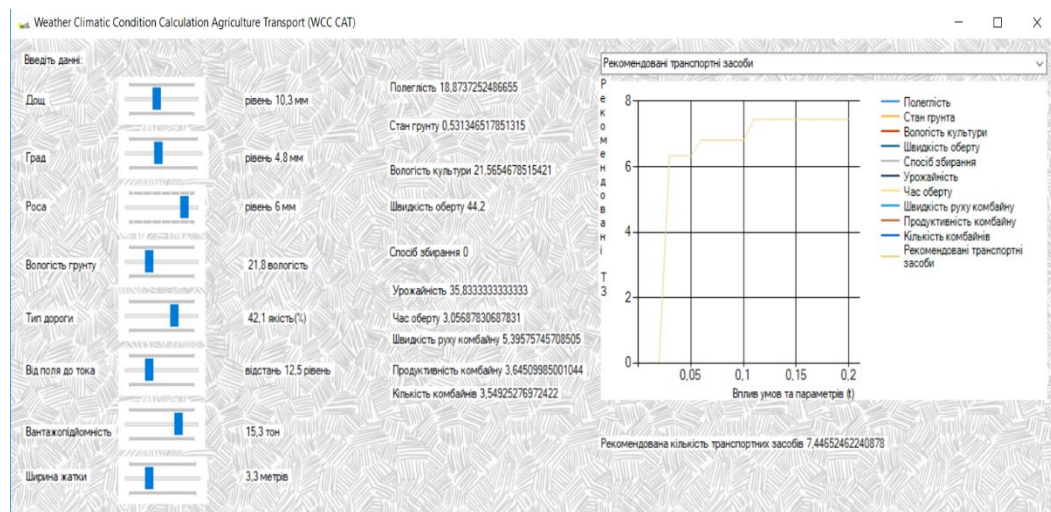 Weather Climatic Condition Calculation Agriculture Transport (WCC CAT)
Введіть данні:
Дощ
рівень 10,3 мм
Град
рівень 4,8 мм
Роса
рівень 6 мм
Вологість грунту
21,8 вологість
Тип дороги
42,1 якість(%)
Від поля до тока
відстань 12,5 рівень
Вантажопідйомність
15,3 тон
Ширина жатки
3,3 метрів
Полеглість 18,8737252486655
Стан грунту 0,531346517851315
Вологість культури 21,5654678515421
Швидкість оберту 44,2
Спосіб збирання 0
Урожайність 35,8333333333333
Час оберту 3,05687830687831
Швидкість руху комбайну 5,39575745708505
Продуктивність комбайну 3,64509985001044
Кількість комбайнів 3,54925276972422
Рекомендовані транспортні засоби
Рекомендовані ТЗ
8
6
4
2
0
0,05 0,1 0,15 0,2
Вплив умов та параметрів (t)
Полеглість
Стан грунта
Вологість культури
Швидкість оберту
Спосіб збирання
Урожайність
Час оберту
Швидкість руху комбайну
Продуктивність комбайну
Кількість комбайнів
Рекомендовані транспортні
засоби
Рекомендована кількість транспортних засобів 7,44652462240878